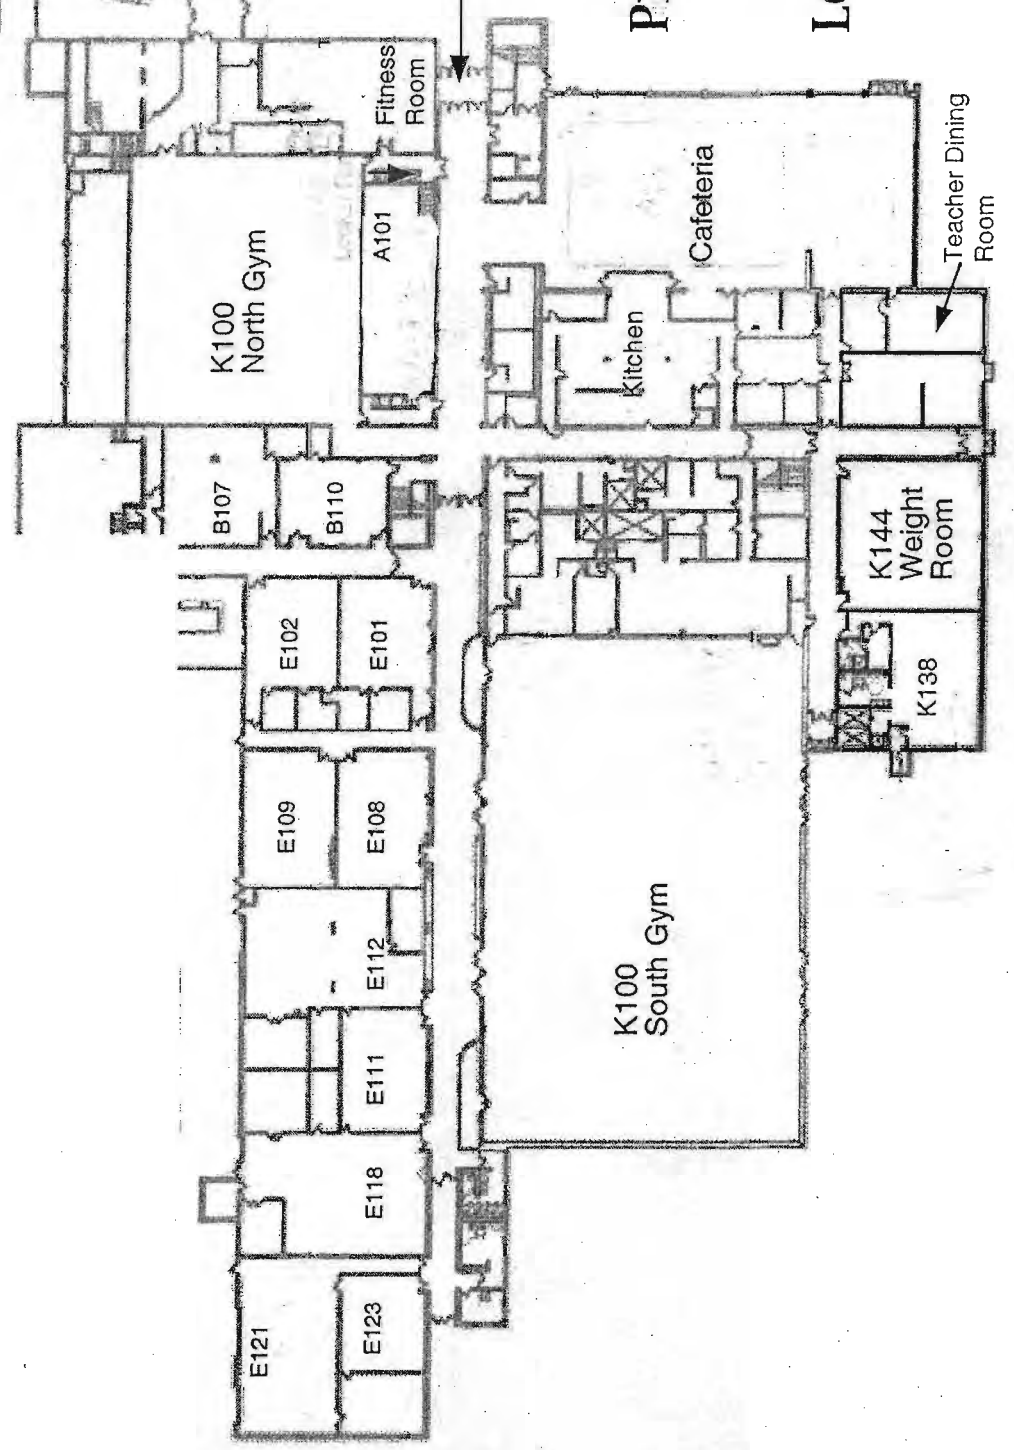 Fitness
Room
A101
K100
North Gym
Cafeteria
Teacher Dining
Room
Kitchen
B107
B110
K144
Weight
Room
E102
E101
K138
E109
E108
E112
K100
South Gym
E111
E118
E121
E123